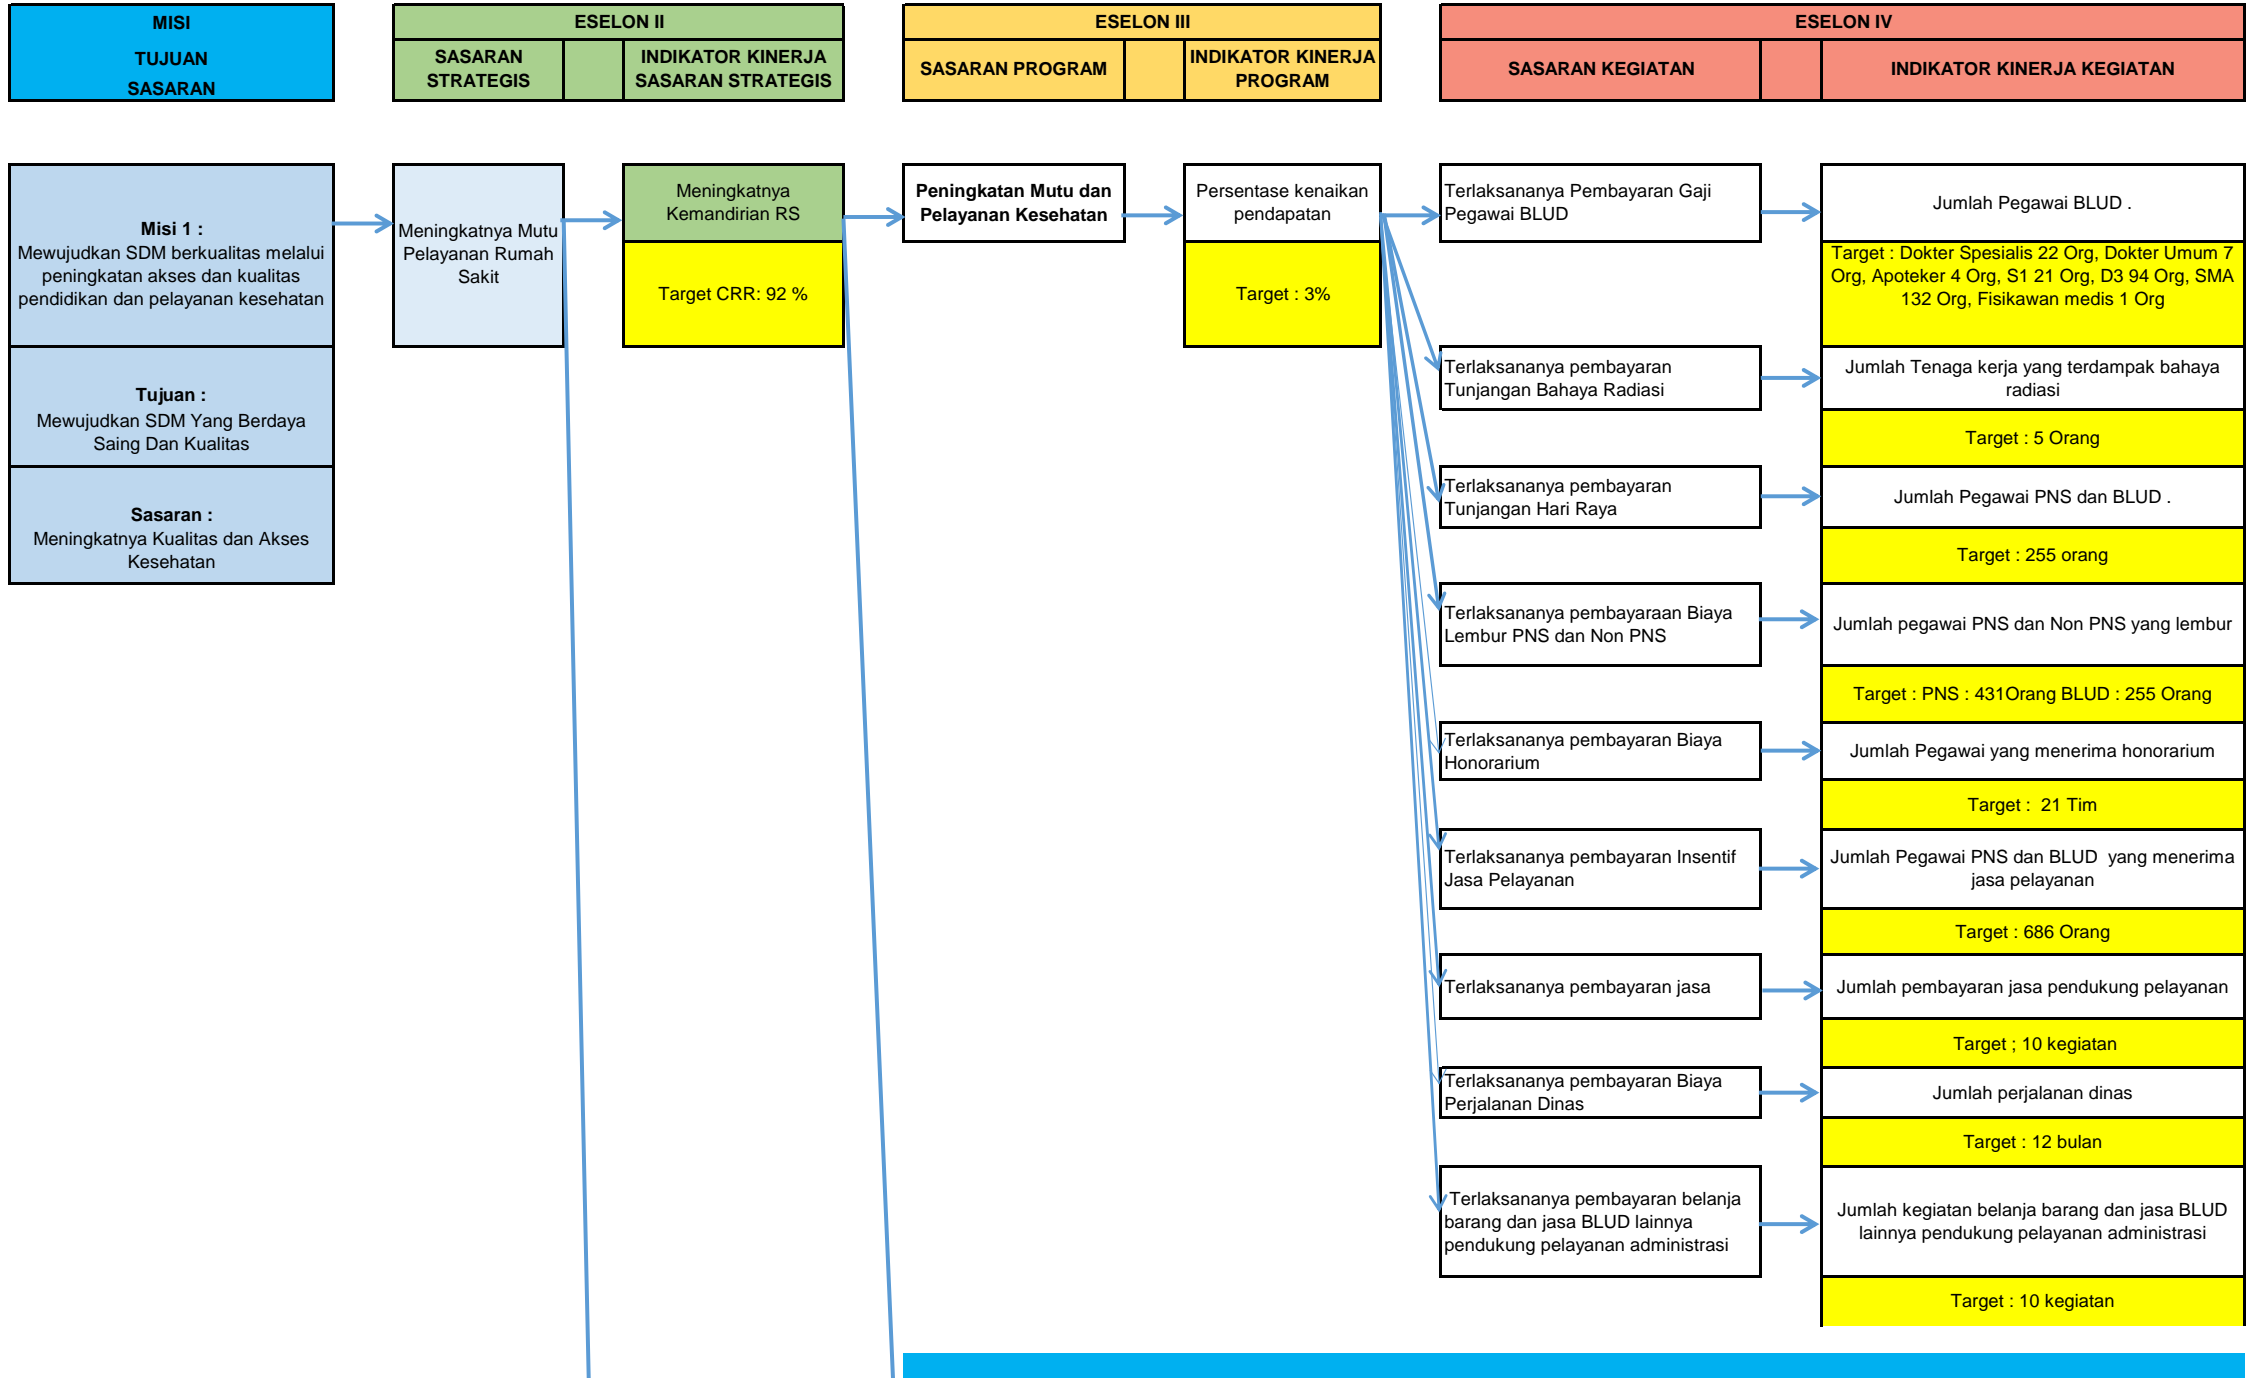 MISI
TUJUAN
SASARAN
ESELON II
SASARAN
STRATEGIS
INDIKATOR KINERJA
SASARAN STRATEGIS
ESELON III
SASARAN PROGRAM
INDIKATOR KINERJA
PROGRAM
ESELON IV
SASARAN KEGIATAN
INDIKATOR KINERJA KEGIATAN
Misi 1 :
Mewujudkan SDM berkualitas melalui
peningkatan akses dan kualitas
pendidikan dan pelayanan kesehatan
Tujuan :
Mewujudkan SDM Yang Berdaya
Saing Dan Kualitas
Sasaran :
Meningkatnya Kualitas dan Akses
Kesehatan
Meningkatnya Mutu
Pelayanan Rumah
Sakit
Meningkatnya
Kemandirian RS
Target CRR: 92 %
Peningkatan Mutu dan
Pelayanan Kesehatan
Persentase kenaikan
pendapatan
Target : 3%
Terlaksananya Pembayaran Gaji
Pegawai BLUD
Jumlah Pegawai BLUD .
Target : Dokter Spesialis 22 Org, Dokter Umum 7
Org, Apoteker 4 Org, S1 21 Org, D3 94 Org, SMA
132 Org, Fisikawan medis 1 Org
Terlaksananya pembayaran
Tunjangan Bahaya Radiasi
Jumlah Tenaga kerja yang terdampak bahaya
radiasi
Target : 5 Orang
Terlaksananya pembayaran
Tunjangan Hari Raya
Jumlah Pegawai PNS dan BLUD .
Target : 255 orang
Terlaksananya pembayaraan Biaya
Lembur PNS dan Non PNS
Jumlah pegawai PNS dan Non PNS yang lembur
Target : PNS : 431Orang BLUD : 255 Orang
Terlaksananya pembayaran Biaya
Honorarium
Jumlah Pegawai yang menerima honorarium
Target :  21 Tim
Terlaksananya pembayaran Insentif
Jasa Pelayanan
Jumlah Pegawai PNS dan BLUD  yang menerima
jasa pelayanan
Target : 686 Orang
Terlaksananya pembayaran jasa
Jumlah pembayaran jasa pendukung pelayanan
Target ; 10 kegiatan
Terlaksananya pembayaran Biaya
Perjalanan Dinas
Jumlah perjalanan dinas
Target : 12 bulan
Terlaksananya pembayaran belanja
barang dan jasa BLUD lainnya
pendukung pelayanan administrasi
Jumlah kegiatan belanja barang dan jasa BLUD
lainnya pendukung pelayanan administrasi
Target : 10 kegiatan